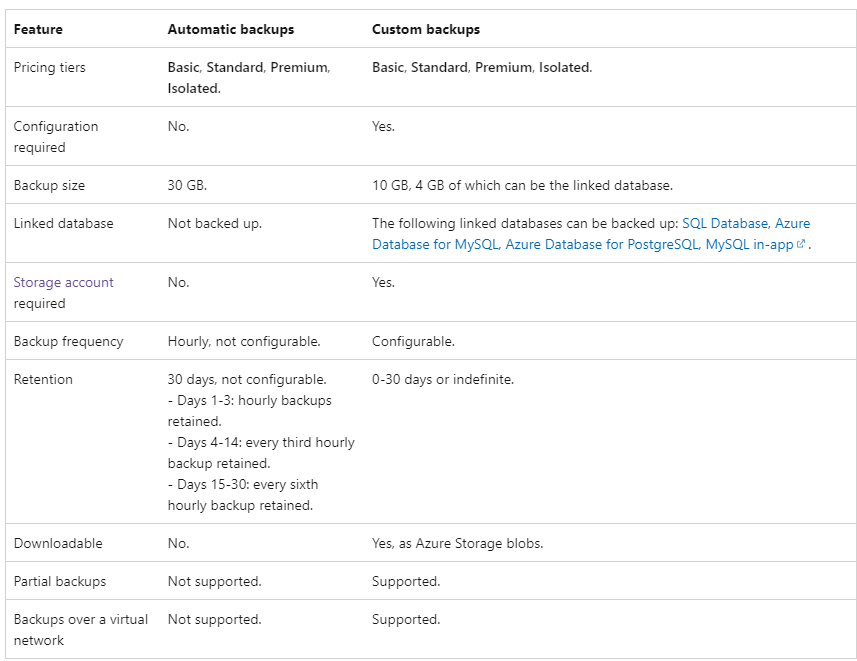 Feature Automatic backups Custom backups
Pricing tiers Basic, Standard, Premium, Basic, Standard, Premium, Isolated.
Isolated.
Configuration No. Yes.
required
Backup size 30 GB. 10 GB, 4 GB of which can be the linked database.
Linked database Not backed up. The following linked databases can be backed up: SQL Database, Azure
Database for MySQL, Azure Database for PostgreSQL, MySQL in-app .
Storage account No. Yes.
required
Backup frequency Hourly, not configurable. Configurable.
Retention 30 days, not configurable. 0-30 days or indefinite.
- Days 1-3: hourly backups
retained.
- Days 4-14: every third hourly
backup retained.
- Days 15-30: every sixth
hourly backup retained.
Downloadable No. Yes, as Azure Storage blobs.
Partial backups Not supported. Supported.
Backups over a virtual Not supported. Supported.
network